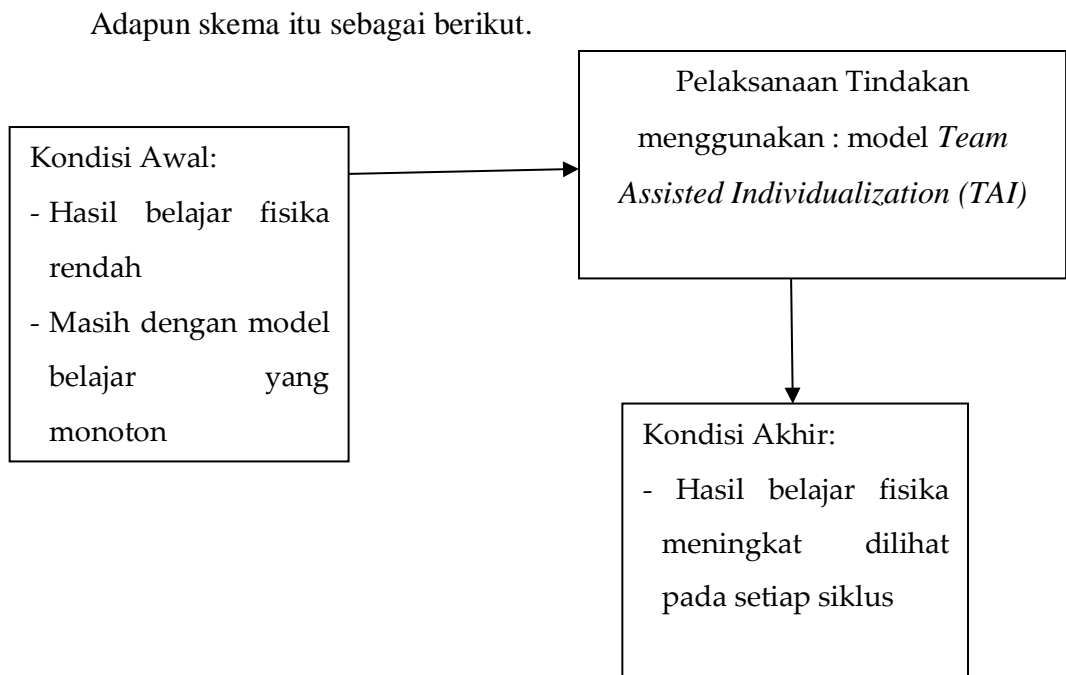 Adapun skema itu sebagai berikut.
Kondisi Awal:
- Hasil belajar fisika
rendah
- Masih dengan model
belajar yang
monoton
Pelaksanaan Tindakan
menggunakan : model Team
Assisted Individualization (TAI)
Kondisi Akhir:
- Hasil belajar fisika
meningkat dilihat
pada setiap siklus